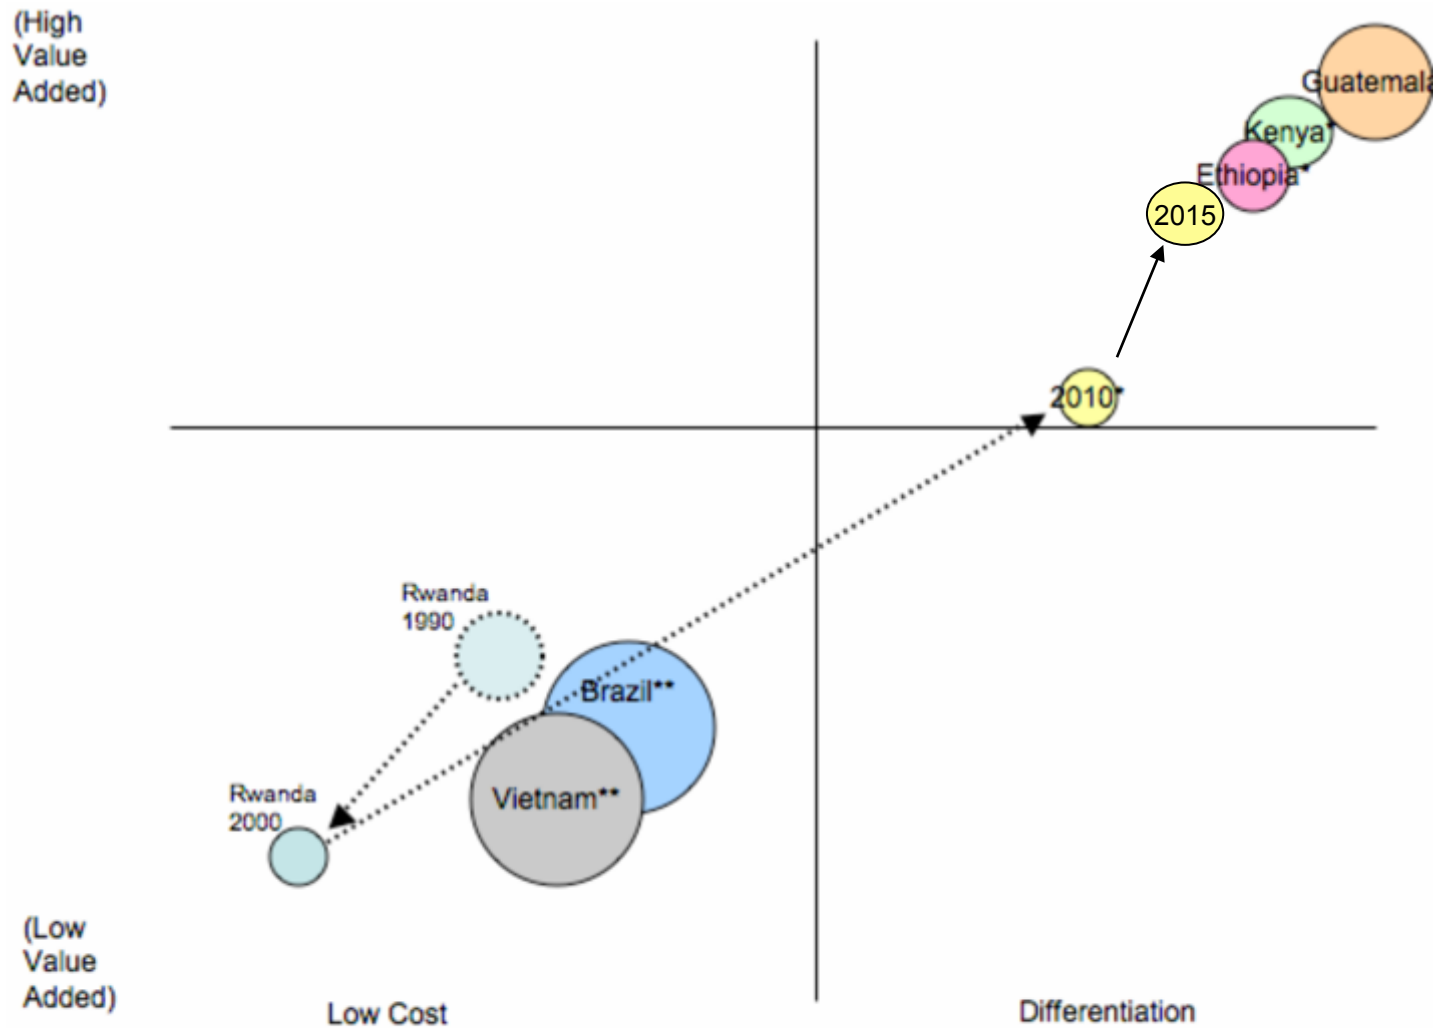 (High
Value
Added)
Guatemala
Kenya*
Ethiopia*
2015
2010*
Rwanda
1990
Brazil**
Vietnam**
Rwanda
2000
(Low
Value
Added)
Low Cost
Differentiation